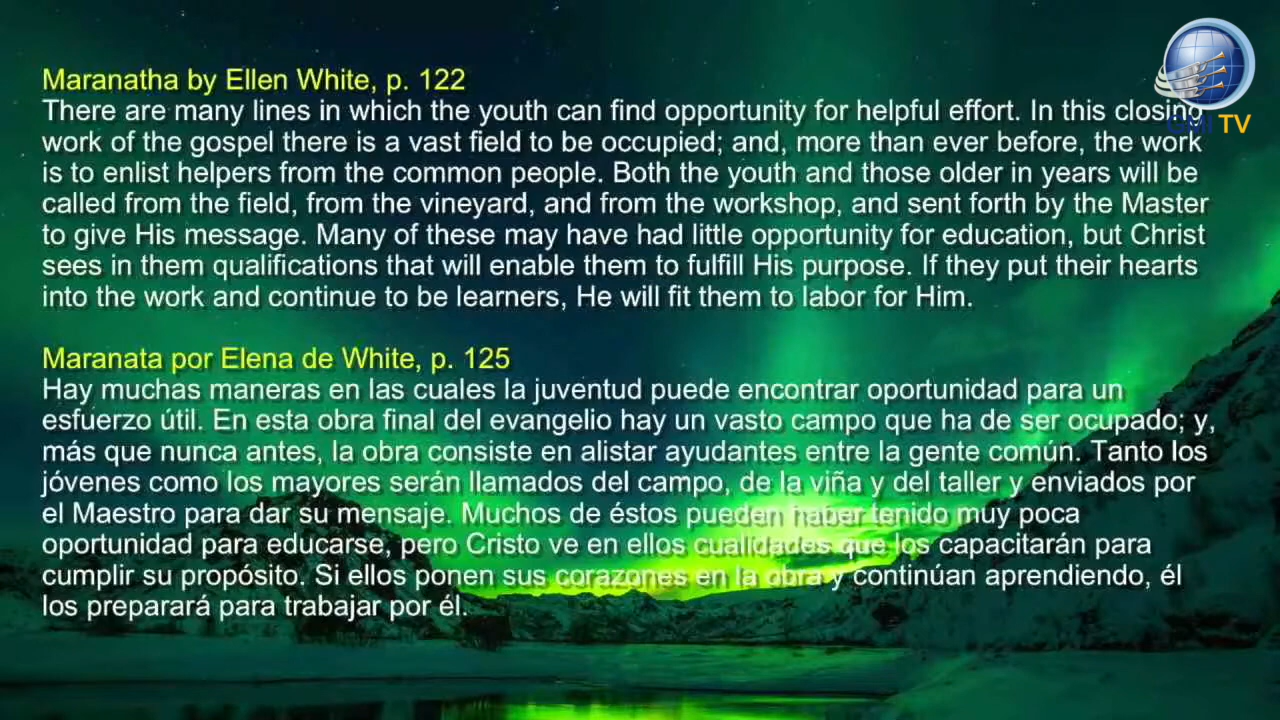 Maranatha by Ellen White, p. 122
There are many lines in which the youth can find opportunity for helpful effort. In this closing
work of the gospel there is a vast field to be occupied; and, more than ever before, the work
is to enlist helpers from the common people. Both the youth and those older in years will be
called from the field, from the vineyard, and from the workshop, and sent forth by the Master
to give His message. Many of these may have had little opportunity for education, but Christ
sees in them qualifications that will enable them to fulfill His purpose. If they put their hearts
into the work and continue to be learners, He will fit them to labor for Him.
Maranata por Elena de White, p. 125
Hay muchas maneras en las cuales la juventud puede encontrar oportunidad para un
esfuerzo útil. En esta obra final del evangelio hay un vasto campo que ha de ser ocupado; y,
más que nunca antes, la obra consiste en alistar ayudantes entre la gente común. Tanto los
jóvenes como los mayores serán llamados del campo, de la viña y del taller y enviados por
el Maestro para dar su mensaje. Muchos de éstos pueden haber tenido muy poca
oportunidad para educarse, pero Cristo ve en ellos cualidades que los capacitarán para
cumplir su propósito. Si ellos ponen sus corazones en la obra y continúan aprendiendo, él
los preparará para trabajar por él.
GMI TV